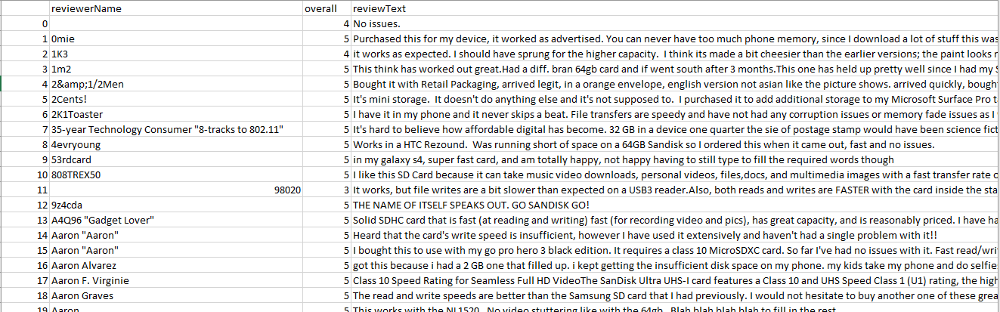 reviewerName overall reviewText
0 4 No issues.
1 0mie 5 Purchased this for my device, it worked as advertised. You can never have too much phone memory, since I download a lot of stuff this was
2 1K3 4 it works as expected. I should have sprung for the higher capacity.  I think its made a bit cheesier than the earlier versions; the paint looks
3 1m2 5 This think has worked out great.Had a diff. bran 64gb card and if went south after 3 months.This one has held up pretty well since I had my
4 2&amp;1/2Men 5 Bought it with Retail Packaging, arrived legit, in a orange envelope, english version not asian like the picture shows. arrived quickly, bough
5 2Cents! 5 It's mini storage.  It doesn't do anything else and it's not supposed to.  I purchased it to add additional storage to my Microsoft Surface Pro
6 2K1Toaster 5 I have it in my phone and it never skips a beat. File transfers are speedy and have not had any corruption issues or memory fade issues as I
7 35-year Technology Consumer "8-tracks to 802.11" 5 It's hard to believe how affordable digital has become. 32 GB in a device one quarter the sie of postage stamp would have been science fict
8 4evryoung 5 Works in a HTC Rezound.  Was running short of space on a 64GB Sandisk so I ordered this when it came out, fast and no issues.
9 53rdcard 5 in my galaxy s4, super fast card, and am totally happy, not happy having to still type to fill the required words though
10 808TREX50 5 I like this SD Card because it can take music video downloads, personal videos, files,docs, and multimedia images with a fast transfer rate
11 98020 3 It works, but file writes are a bit slower than expected on a USB3 reader.Also, both reads and writes are FASTER with the card inside the sta
12 9z4cda 5 THE NAME OF ITSELF SPEAKS OUT. GO SANDISK GO!
13 A4Q96 "Gadget Lover" 5 Solid SDHC card that is fast (at reading and writing) fast (for recording video and pics), has great capacity, and is reasonably priced. I have ha
14 Aaron "Aaron" 5 Heard that the card's write speed is insufficient, however I have used it extensively and haven't had a single problem with it!!
15 Aaron "Aaron" 5 I bought this to use with my go pro hero 3 black edition. It requires a class 10 MicroSDXC card. So far I've had no issues with it. Fast read/wri
16 Aaron Alvarez 5 got this because i had a 2 GB one that filled up. i kept getting the insufficient disk space on my phone. my kids take my phone and do selfie
17 Aaron F. Virginie 5 Class 10 Speed Rating for Seamless Full HD VideoThe SanDisk Ultra UHS-I card features a Class 10 and UHS Speed Class 1 (U1) rating, the high
18 Aaron Graves 5 The read and write speeds are better than the Samsung SD card that I had previously. I would not hesitate to buy another one of these grea
19 Aaron 5 This works with the NL1520.  No video stuttering like with the 64gb.  Blah blah blah blah to fill in the rest